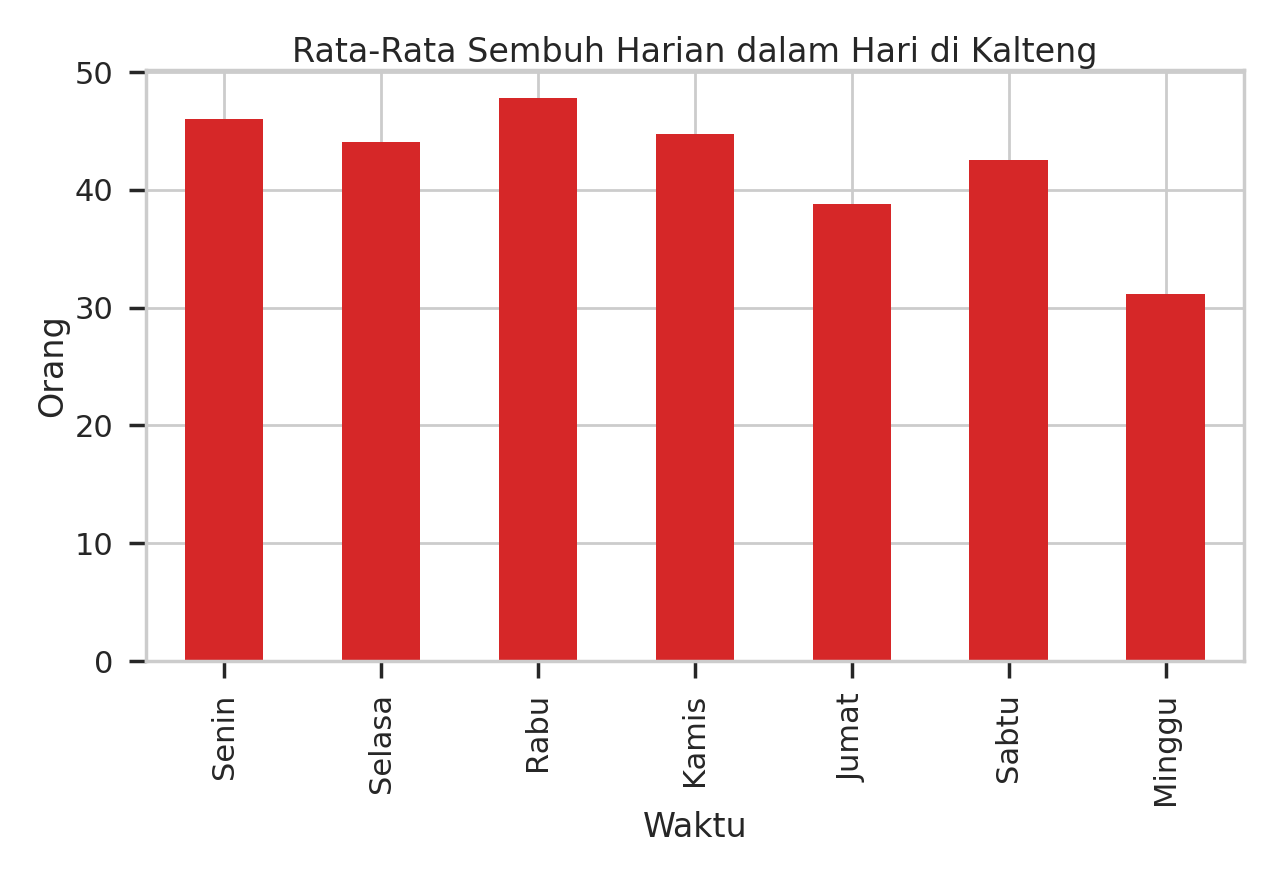 Rata-Rata Sembuh Harian dalam Hari di Kalteng
50
40
30
20
10
0
Orang
Senin
Selasa
Rabu
Kamis
Jumat
Sabtu
Minggu
Waktu